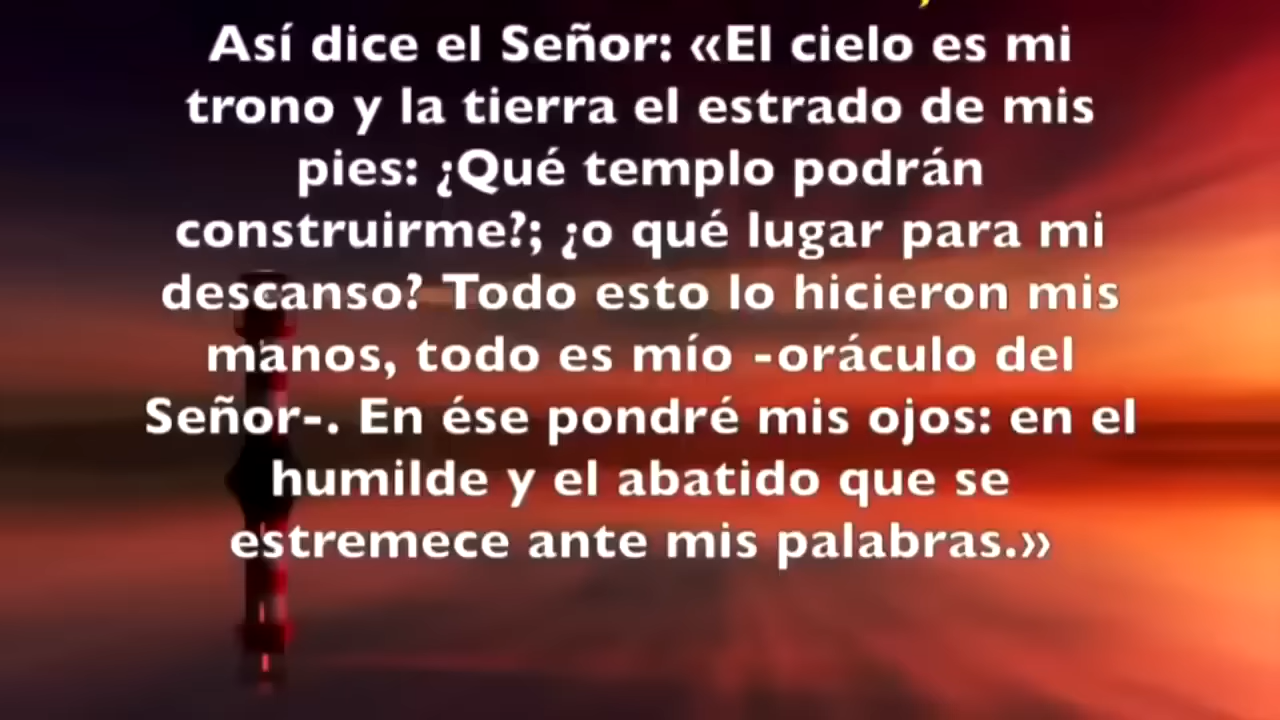 Así dice el Señor: «El cielo es mi
trono y la tierra el estrado de mis
pies: ¿Qué templo podrán
construirme?; ¿o qué lugar para mi
descanso? Todo esto lo hicieron mis
manos, todo es mío -oráculo del
Señor-. En ése pondré mis ojos: en el
humilde y el abatido que se
estremece ante mis palabras.»